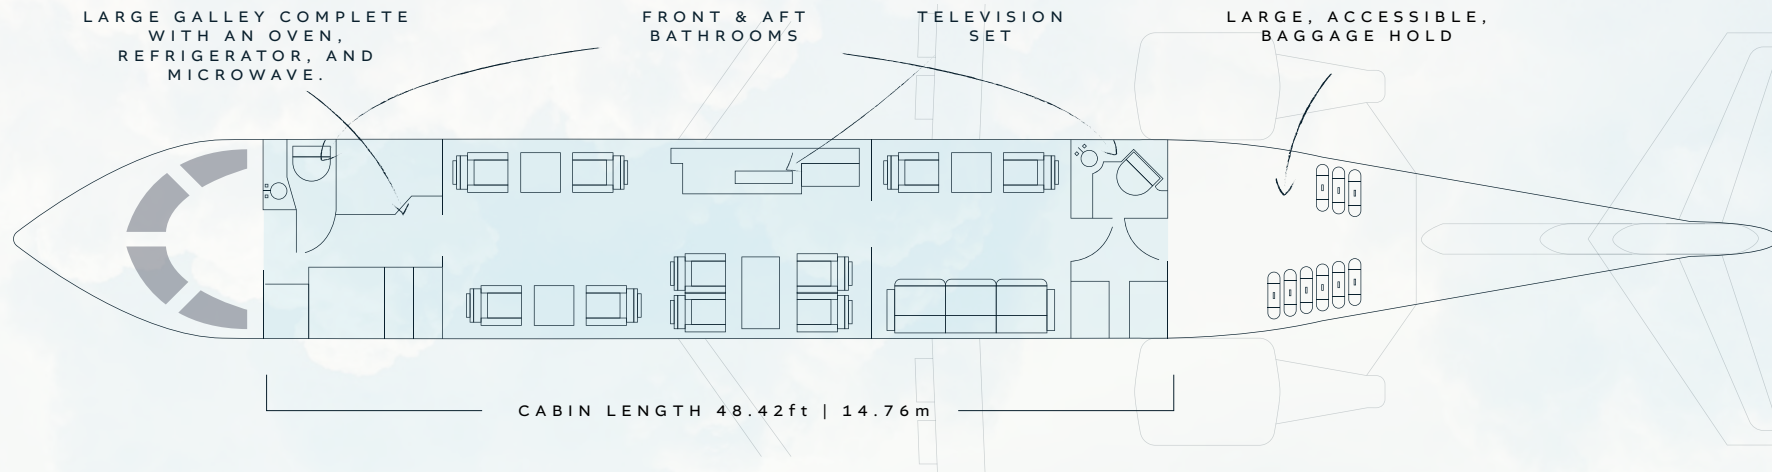 LARGE GALLEY COMPLETE
WITH AN OVEN,
REFRIGERATOR, AND
MICROWAVE.
FRONT & AFT
BATHROOMS
TELEVISION
SET
LARGE, ACCESSIBLE,
BAGGAGE HOLD
CABIN LENGTH 48.42ft | 14.76m